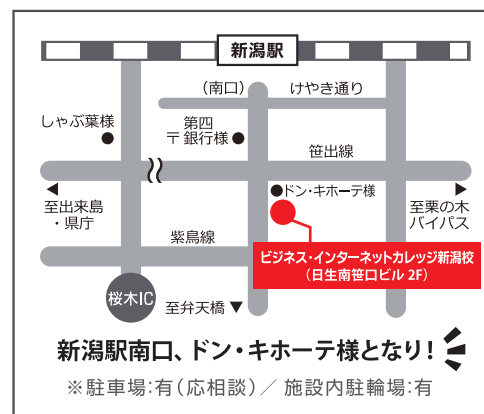 新潟駅
(南口)
けやき通り
しゃぶ葉様
第四
〒銀行様
笹出線
ドン・キホーテ様
至出来島
・県庁
至栗の木
バイパス
紫鳥線
ビジネス・インターネットカレッジ新潟校
(日生南笹口ビル 2F)
桜木IC
至弁天橋▼
新潟駅南口、ドン・キホーテ様となり!
※駐車場:有(応相談)／ 施設内駐輪場:有